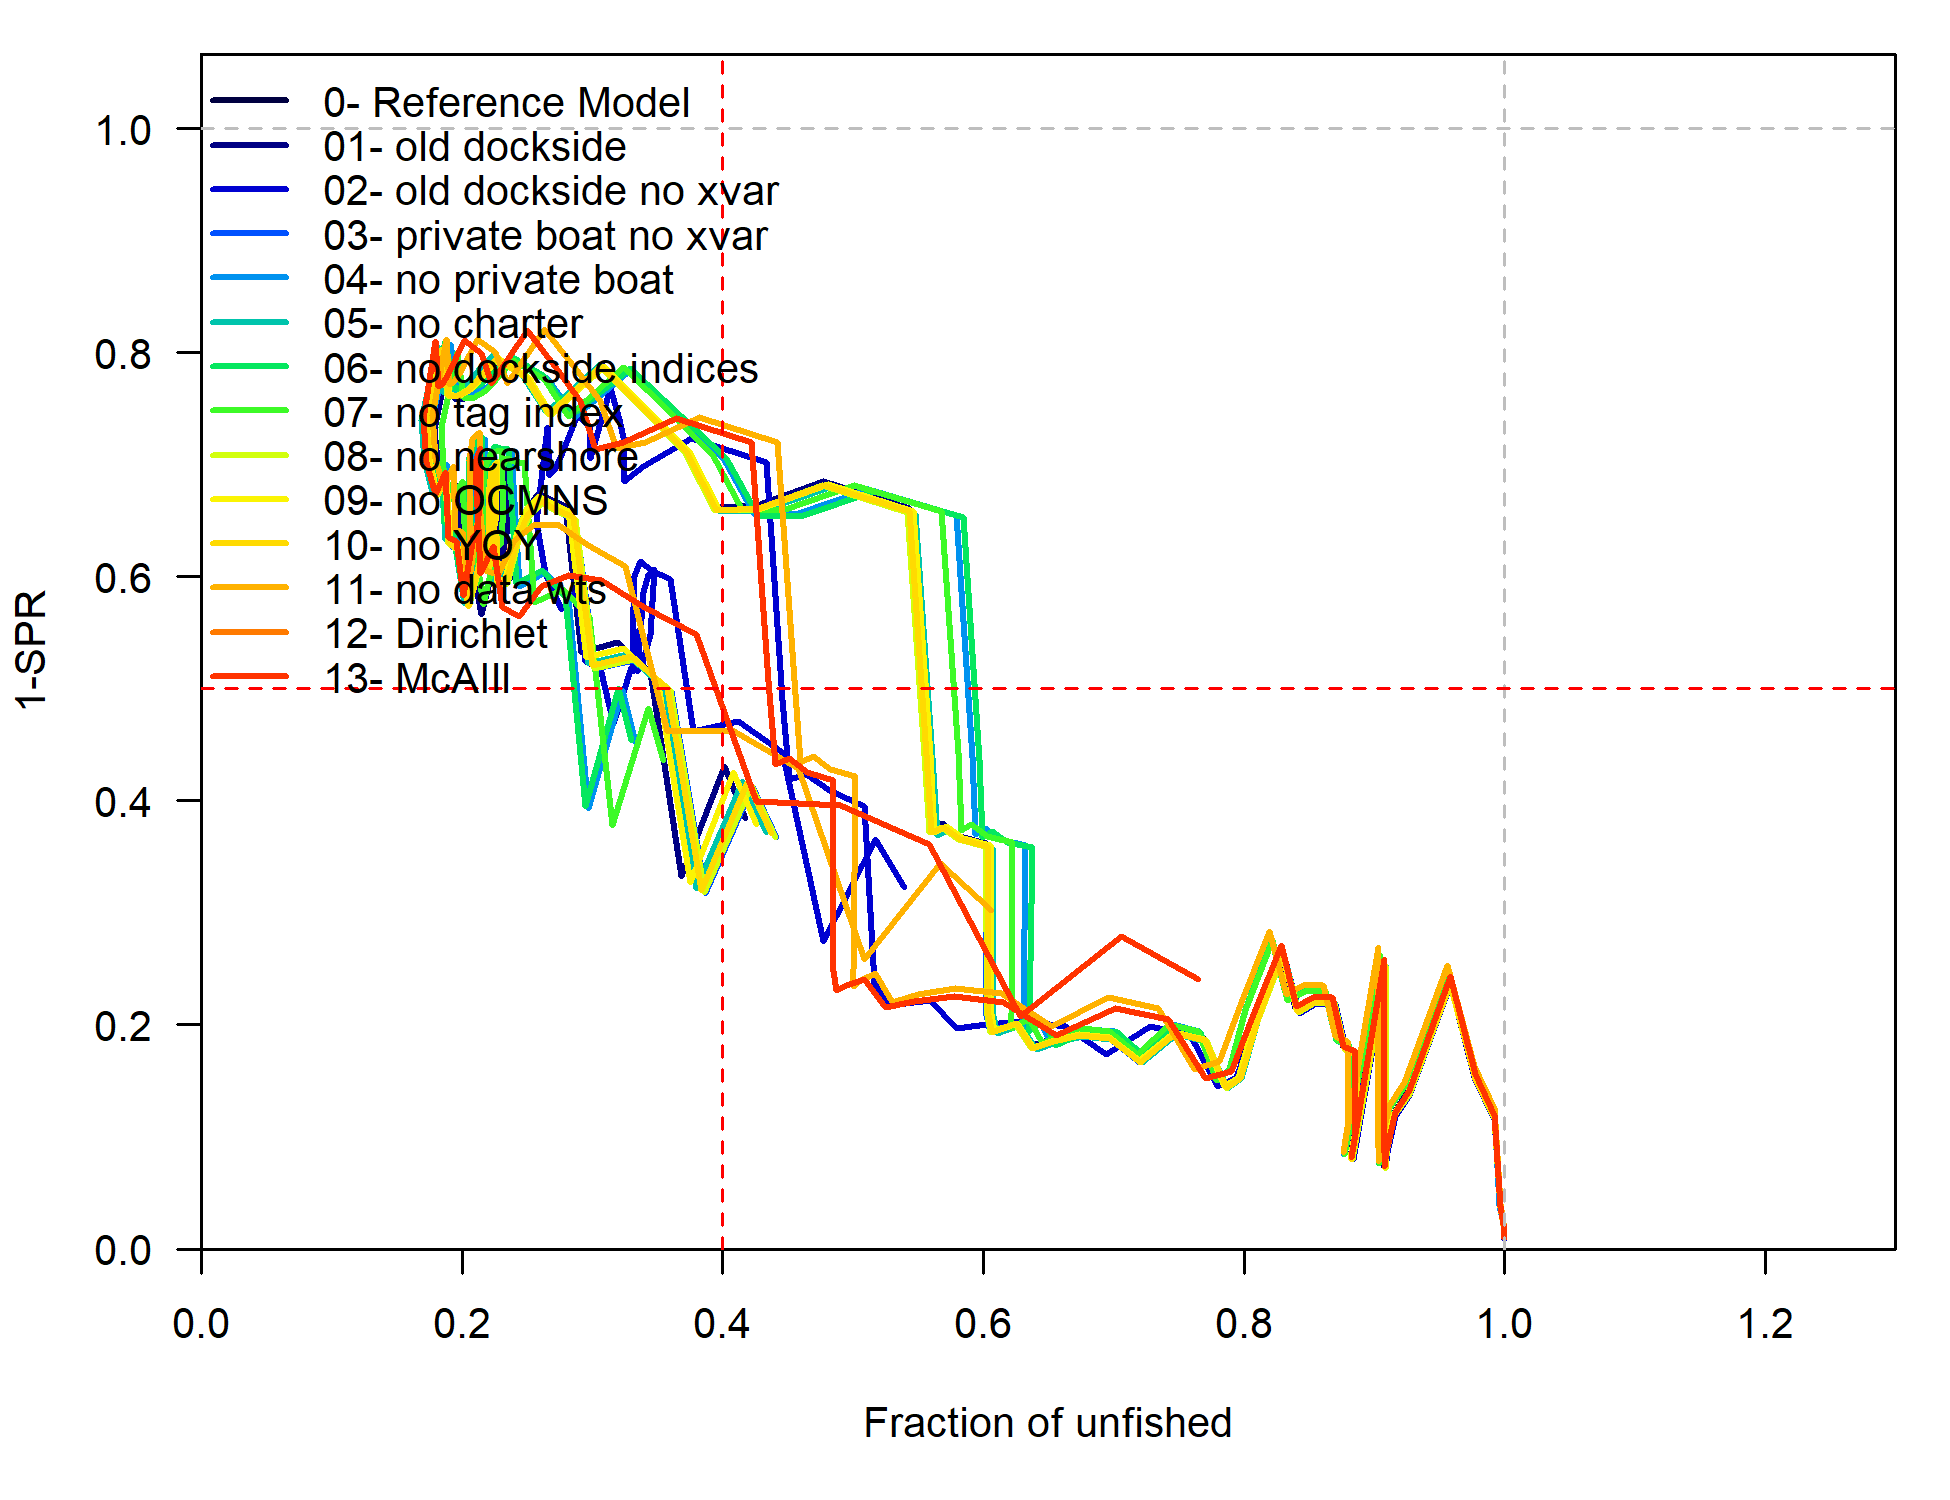 0- Reference Model
01- old dockside
02- old dockside no xvar
03- private boat no xvar
04- no private boat
05- no charter
06- no dockside indices
07- no tag index
08- no nearshore
09- no OCMNS
10- no YOY
11- no data wts
12- Dirichlet
13- McAlll
1-SPR
1.0
0.8
0.6
0.4
0.2
0.0
0.0 0.2 0.4 0.6 0.8 1.0 1.2
Fraction of unfished